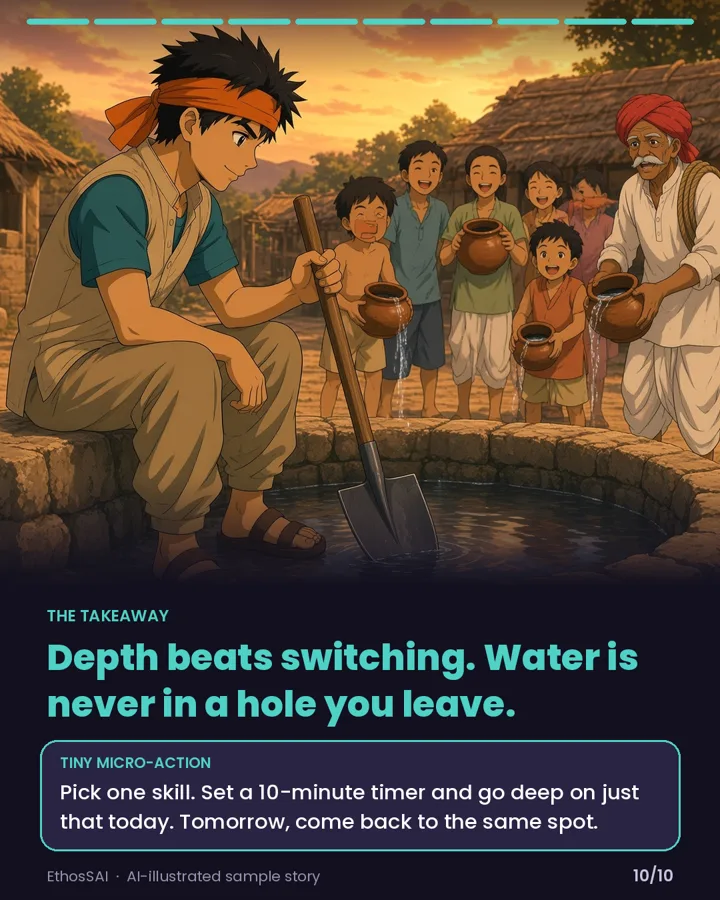 THE TAKEAWAY
Depth beats switching. Water is
never in a hole you leave.
TINY MICRO-ACTION
Pick one skill. Set a 10-minute timer and go deep on just
that today. Tomorrow, come back to the same spot.
EthosSAI · AI-illustrated sample story
10/10